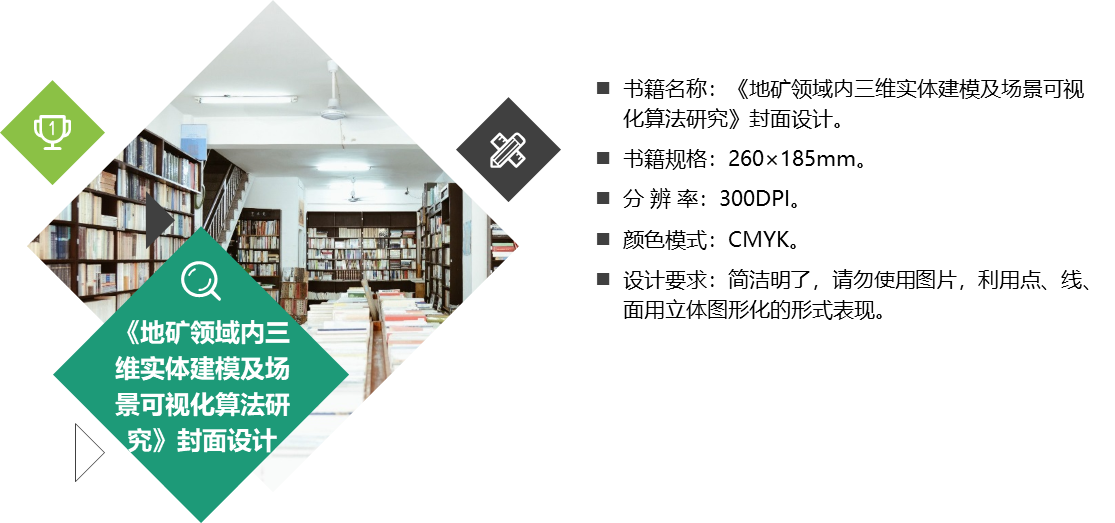 1
《地矿领域内三
维实体建模及场
景可视化算法研
究》封面设计
■ 书籍名称：《地矿领域内三维实体建模及场景可视
化算法研究》封面设计。
■ 书籍规格：260×185mm。
■ 分 辨 率：300DPI。
■ 颜色模式：CMYK。
■ 设计要求：简洁明了，请勿使用图片，利用点、线、
面用立体图形化的形式表现。